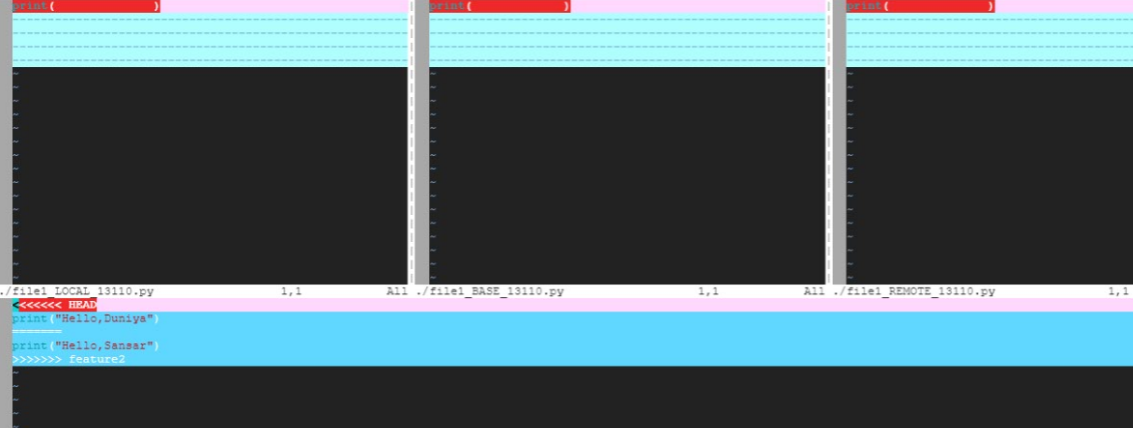 print( )
print( )
print( )
./file1_LOCAL_13110.py 1,1 All
./file1_BASE_13110.py 1,1 All
./file1_REMOTE_13110.py 1,1
<<<<<<< HEAD
print("Hello,Duniya")
=======
print("Hello,Sansar")
>>>>>>> feature2